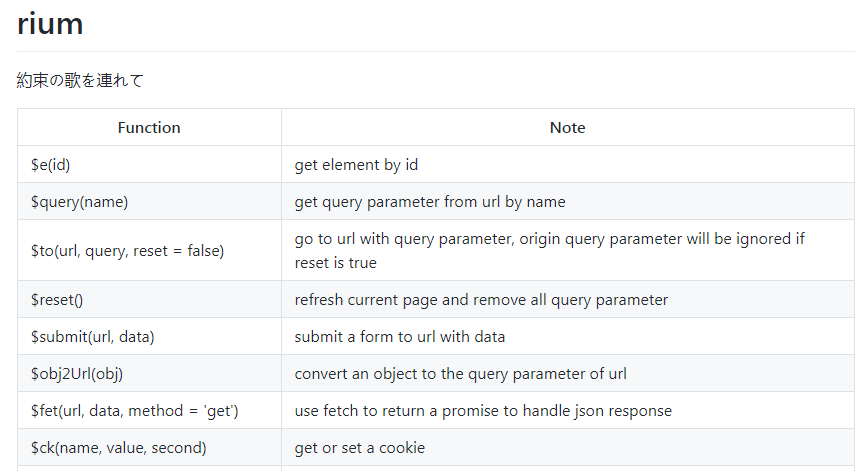 rium
約束の歌を連れて
Function Note
$e(id) get element by id
$query(name) get query parameter from url by name
$to(url, query, reset = false) go to url with query parameter, origin query parameter will be ignored if
reset is true
$reset() refresh current page and remove all query parameter
$submit(url, data) submit a form to url with data
$obj2Url(obj) convert an object to the query parameter of url
$fet(url, data, method = 'get') use fetch to return a promise to handle json response
$ck(name, value, second) get or set a cookie